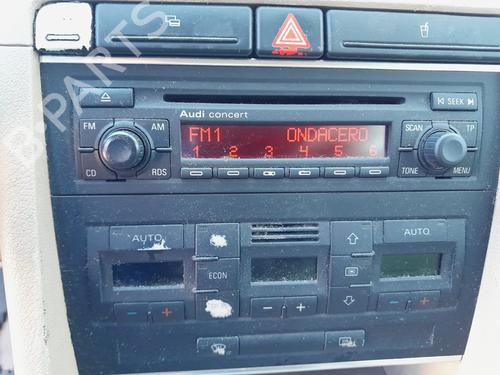 B-PARTS
SEEK
Audi concert
FM
AM
CD
RDS
FM1 ONDACERO
1 2 3 4 5 6
SCAN
TP
TONE
MENU
AUTO
AUTO
ECON
- +
- +
- +